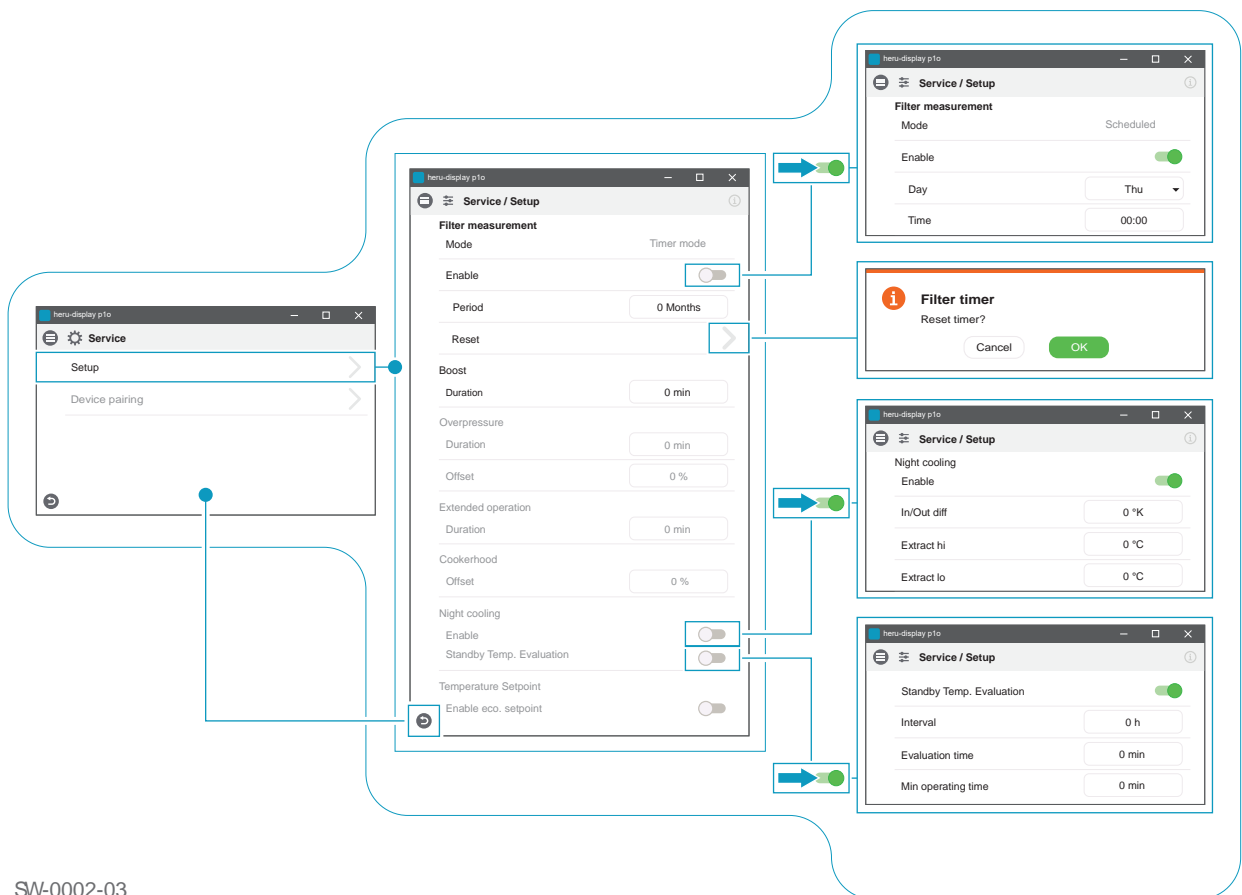 heru-display p1o
Service
Setup
Device pairing
heru-display p1o
Service / Setup
Filter measurement
Mode Timer mode
Enable
Period 0 Months
Reset
Boost
Duration 0 min
Overpressure
Duration 0 min
Offset 0 %
Extended operation
Duration 0 min
Cookerhood
Offset 0 %
Night cooling
Enable
Standby Temp. Evaluation
Temperature Setpoint
Enable eco. setpoint
heru-display p1o
Service / Setup
Filter measurement
Mode Scheduled
Enable
Day Thu
Time 00:00
Filter timer
Reset timer?
Cancel OK
heru-display p1o
Service / Setup
Night cooling
Enable
In/Out diff 0 °K
Extract hi 0 °C
Extract lo 0 °C
heru-display p1o
Service / Setup
Standby Temp. Evaluation
Interval 0 h
Evaluation time 0 min
Min operating time 0 min
SW-0002-03